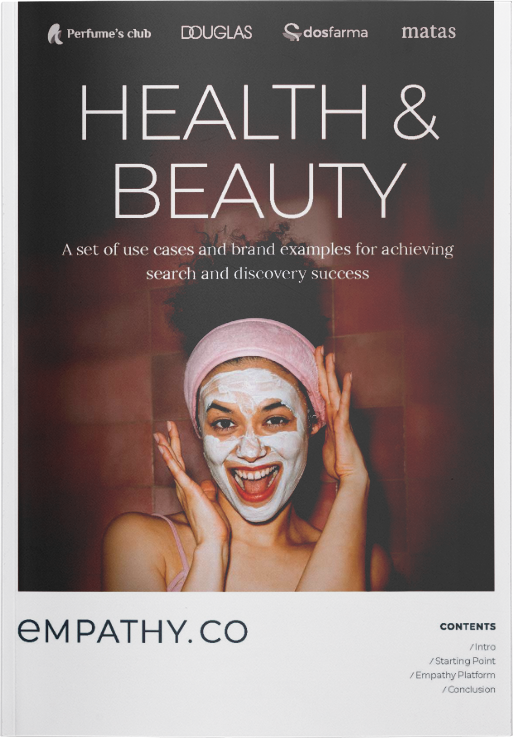 Perfume's club DOUGLAS dosfarma matas
HEALTH &
BEAUTY
A set of use cases and brand examples for achieving
search and discovery success
eMPATHY.CO
CONTENTS
/Intro
/Starting Point
/Empathy Platform
/Conclusion